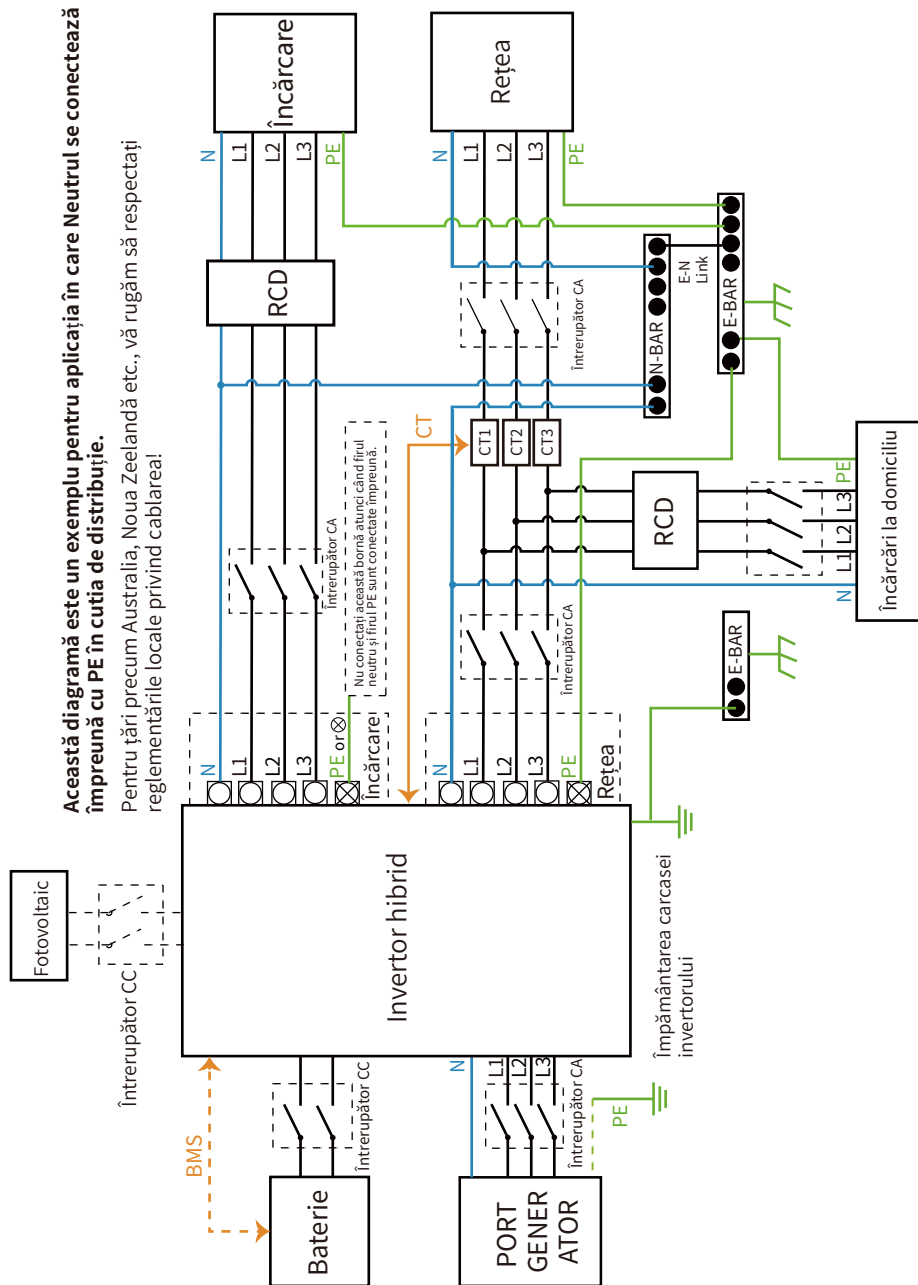 Această diagramă este un exemplu pentru aplicația în care Neutrul se conectează
împreună cu PE în cutia de distribuție.
Pentru țări precum Australia, Noua Zeelandă etc., vă rugăm să respectați
reglementările locale privind cablarea!
Fotovoltaic
Întrerupător CC
BMS
Baterie
Întrerupător CC
PORT
GENER
ATOR
N
L1
L2
L3
Întrerupător CA
PE
Invertor hibrid
Împământarea carcasei
invertorului
N
L1
L2
L3
PE or
Încărcare
Întrerupător CA
Nu conectați această bornă atunci când firul
neutru și firul PE sunt conectate împreună.
RCD
N
L1
L2
L3
PE
Încărcare
CT
N
L1
L2
L3
PE
Rețea
Întrerupător CA
CT1
CT2
CT3
Întrerupător CA
N
L1
L2
L3
PE
Rețea
N-BAR
E-N
Link
E-BAR
RCD
N
L1
L2
L3
PE
Încărcări la domiciliu
E-BAR